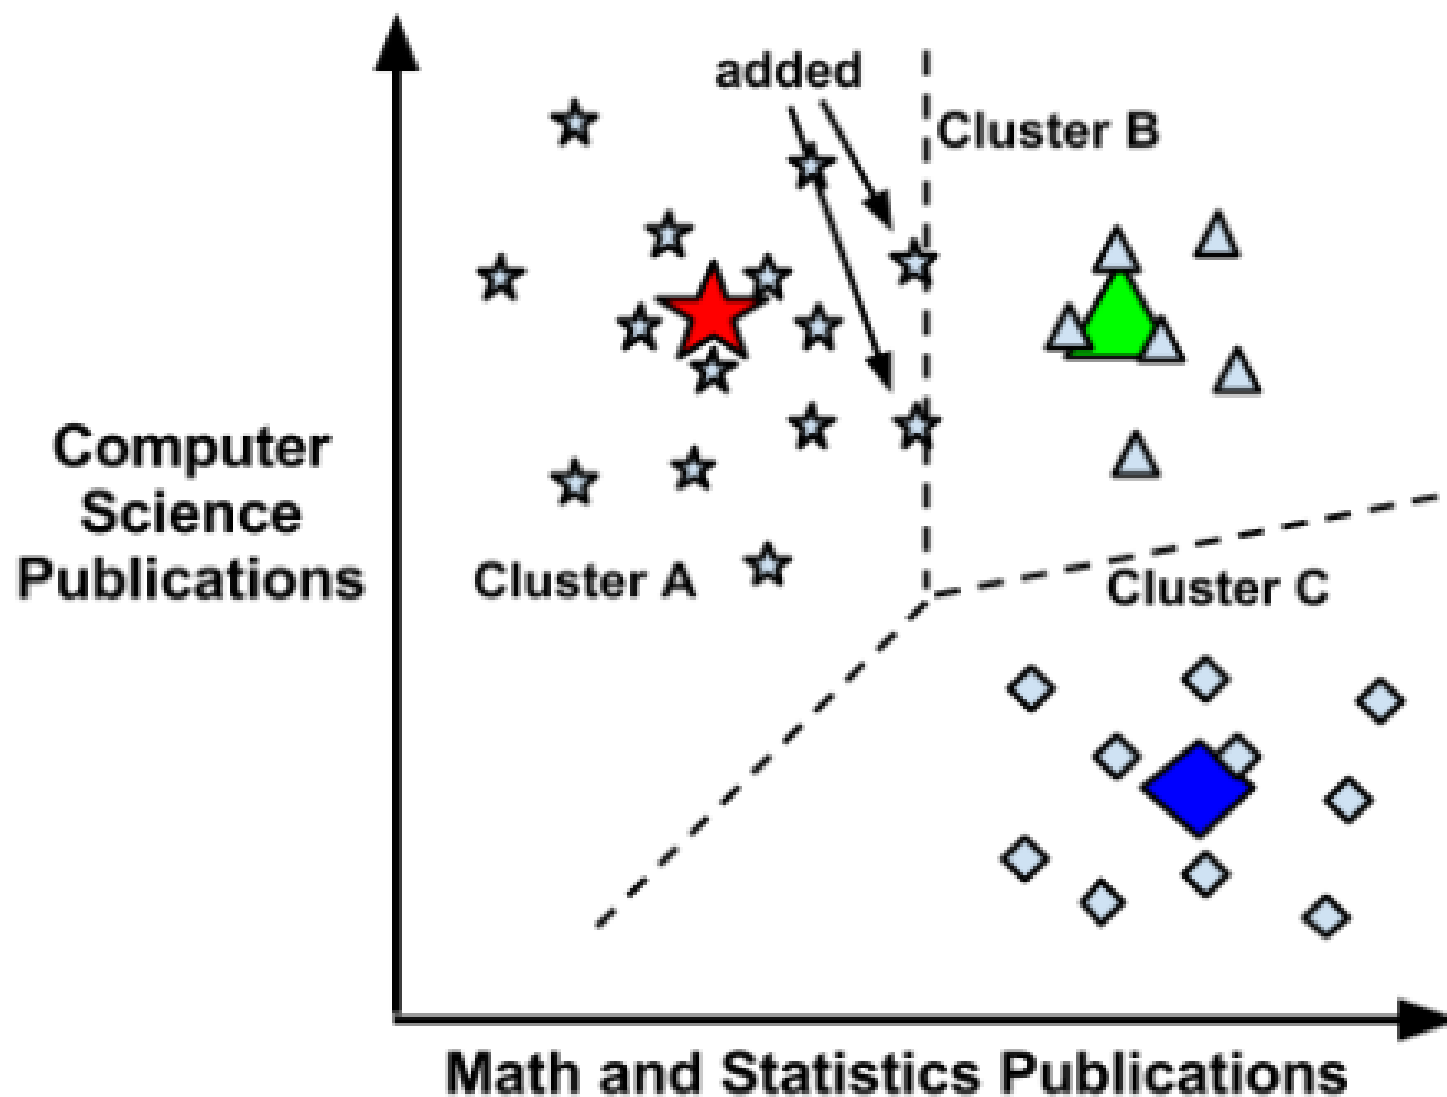 added
Cluster B
Computer
Science
Publications
Cluster A
Cluster C
Math and Statistics Publications